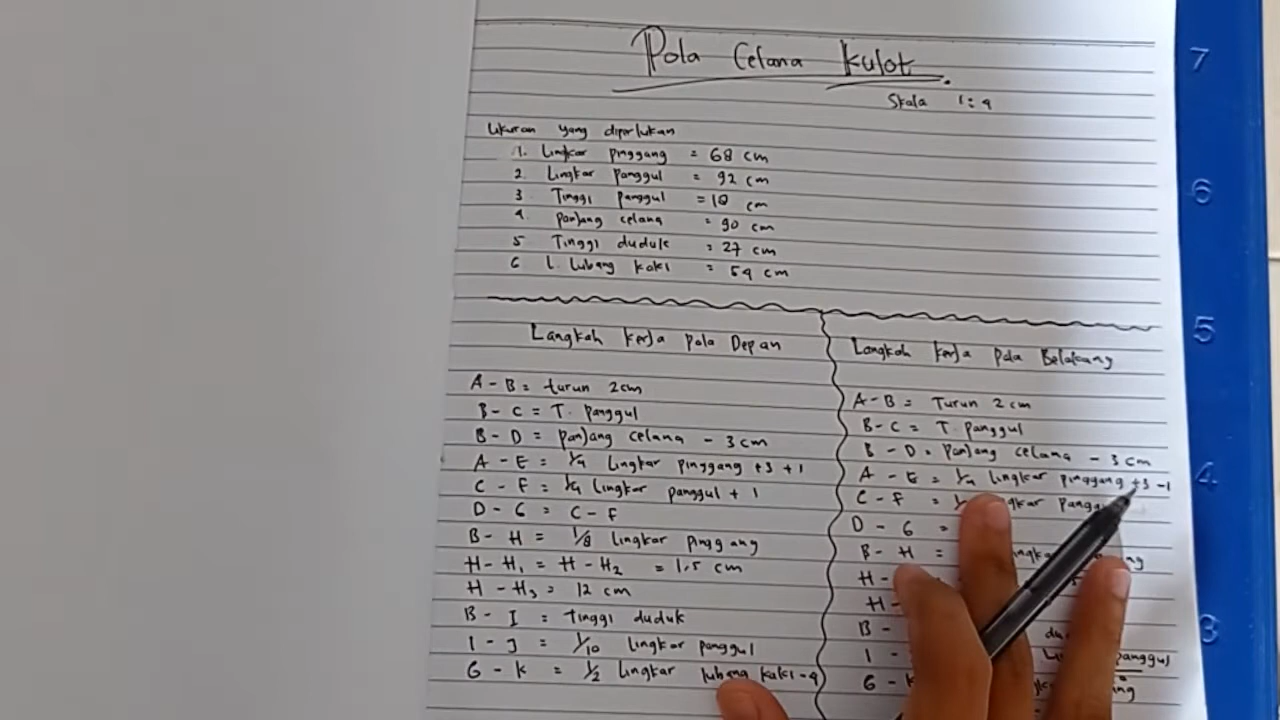 Pola Celana Kulot.
Skala 1:4
Ukuran yang diperlukan
1. Lingkar pinggang = 68 cm
2 Lingkar panggul = 92 cm
3 Tinggi panggul = 18 cm
4 panjang celana = 90 cm
5 Tinggi duduk = 27 cm
6 L. lubang kaki = 54 cm
Langkah kerja pola Depan
A - B = turun 2cm
B - C = T. panggul
B - D = panjang celana - 3 cm
A - E = 1/4 Lingkar pinggang +3 +1
C - F = 1/4 Lingkar panggul + 1
D - G = C - F
B - H = 1/8 lingkar pinggang
H - H1 = H - H2 = 1,5 cm
H - H3 = 12 cm
B - I = tinggi duduk
I - J = 1/10 lingkar panggul
G - K = 1/2 lingkar lubang kaki - 4
Langkah kerja pola Belakang
A - B = Turun 2 cm
B - C = T. panggul
B - D = panjang celana - 3 cm
A - E = 1/4 lingkar pinggang +3 -1
C - F =
D - G =
B - H =
H -
H -
B -
I - panggul
G - K
7
6
5
4
3